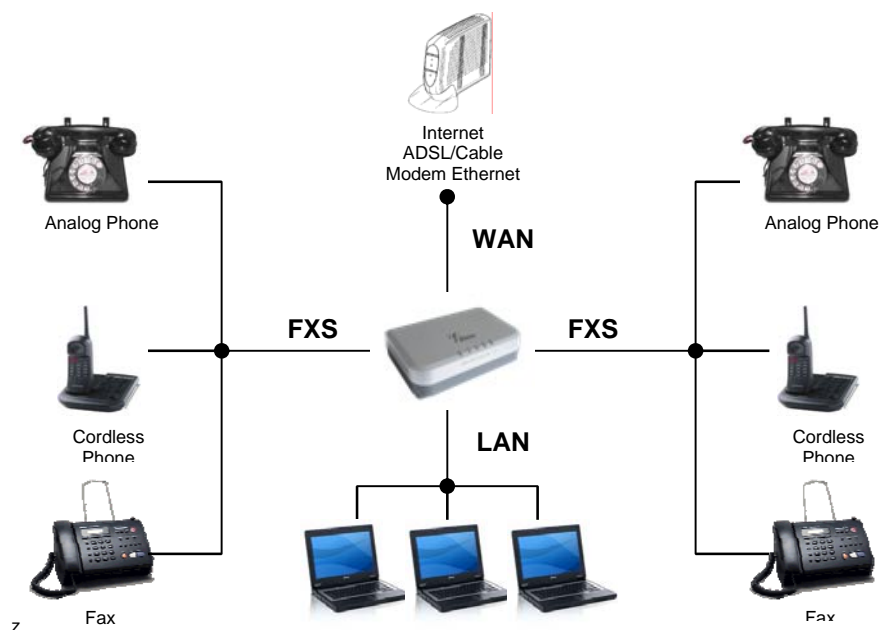 Internet
ADSL/Cable
Modem Ethernet
Analog Phone
Analog Phone
WAN
FXS
FXS
Cordless
Phone
Cordless
Phone
LAN
Fax
Fax
z